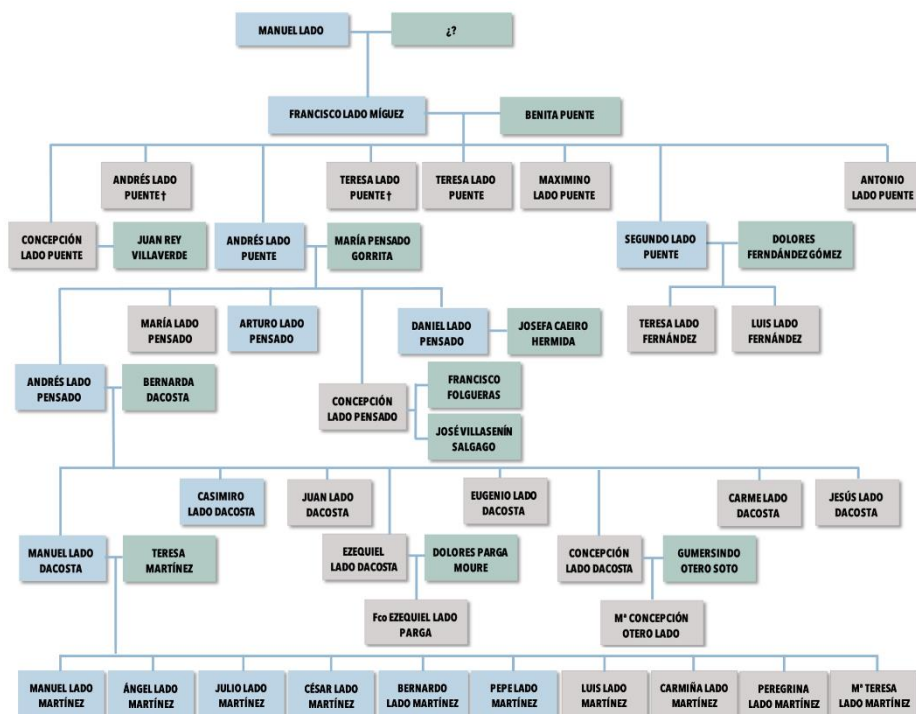 MANUEL LADO
¿?
FRANCISCO LADO MÍGUEZ
BENITA PUENTE
ANDRÉS LADO
PUENTE †
TERESA LADO
PUENTE †
TERESA LADO
PUENTE
MAXIMINO
LADO PUENTE
ANTONIO
LADO PUENTE
CONCEPCIÓN
LADO PUENTE
JUAN REY
VILLAVERDE
ANDRÉS LADO
PUENTE
MARÍA PENSADO
GORRITA
SEGUNDO LADO
PUENTE
DOLORES
FERNDÁNDEZ GÓMEZ
MARÍA LADO
PENSADO
ARTURO LADO
PENSADO
DANIEL LADO
PENSADO
JOSEFA CAEIRO
HERMIDA
TERESA LADO
FERNÁNDEZ
LUIS LADO
FERNÁNDEZ
ANDRÉS LADO
PENSADO
BERNARDA
DACOSTA
CONCEPCIÓN
LADO PENSADO
FRANCISCO
FOLGUERAS
JOSÉ VILLASENÍN
SALGAGO
CASIMIRO
LADO DACOSTA
JUAN LADO
DACOSTA
EUGENIO LADO
DACOSTA
CARME LADO
DACOSTA
JESÚS LADO
DACOSTA
MANUEL LADO
DACOSTA
TERESA
MARTÍNEZ
EZEQUIEL
LADO DACOSTA
DOLORES PARGA
MOURE
CONCEPCIÓN
LADO DACOSTA
GUMERSINDO
OTERO SOTO
Fco EZEQUIEL LADO
PARGA
Mª CONCEPCIÓN
OTERO LADO
MANUEL LADO
MARTÍNEZ
ÁNGEL LADO
MARTÍNEZ
JULIO LADO
MARTÍNEZ
CÉSAR LADO
MARTÍNEZ
BERNARDO
LADO MARTÍNEZ
PEPE LADO
MARTÍNEZ
LUIS LADO
MARTÍNEZ
CARMIÑA LADO
MARTÍNEZ
PEREGRINA
LADO MARTÍNEZ
Mª TERESA
LADO MARTÍNEZ